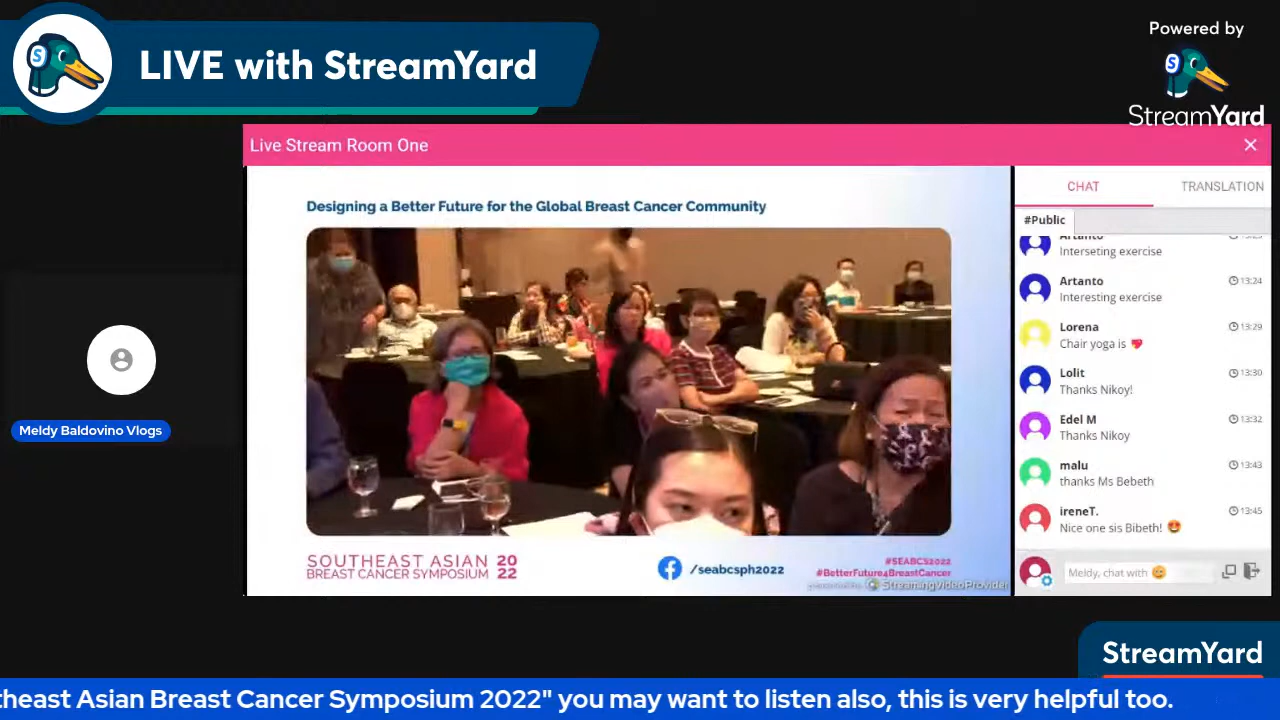 LIVE with StreamYard
Powered by
StreamYard
Live Stream Room One
Designing a Better Future for the Global Breast Cancer Community
SOUTHEAST ASIAN 20
BREAST CANCER SYMPOSIUM 22
/seabcsph2022
#SEABCS2022
#BetterFuture4BreastCancer
StreamingVideoProvider
CHAT
TRANSLATION
#Public
Artanto
Interseting exercise
Artanto 13:24
Interesting exercise
Lorena 13:29
Chair yoga is 💘
Lolit 13:30
Thanks Nikoy!
Edel M 13:32
Thanks Nikoy
malu 13:43
thanks Ms Bebeth
ireneT. 13:45
Nice one sis Bibeth! 😍
Meldy, chat with 😊
Meldy Baldovino Vlogs
StreamYard
theast Asian Breast Cancer Symposium 2022" you may want to listen also, this is very helpful too.